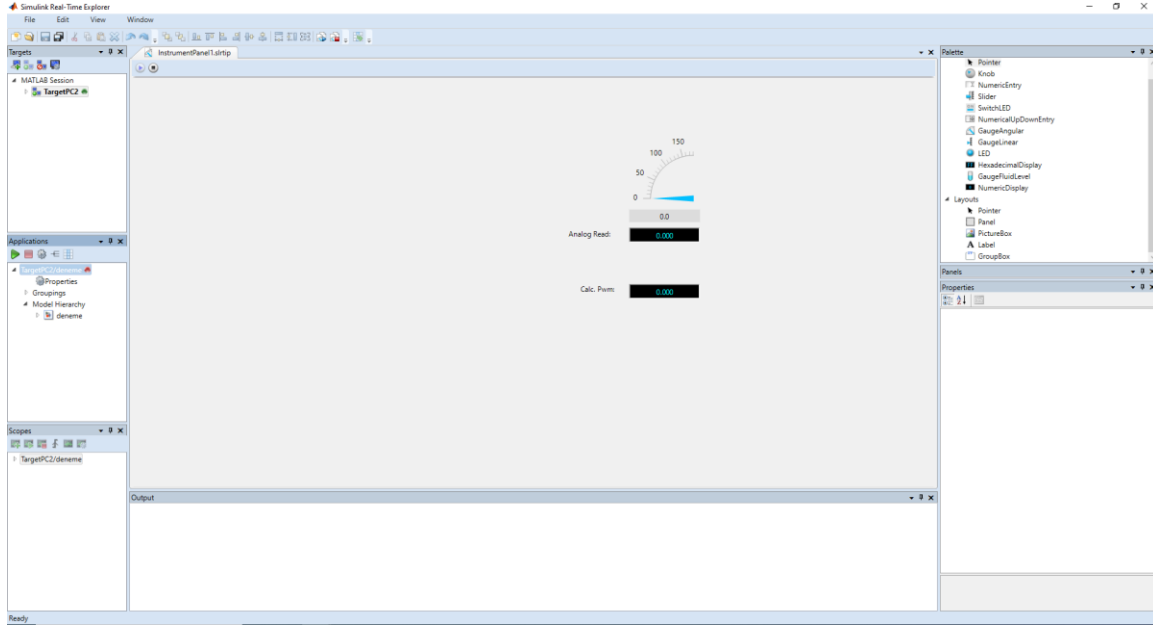 Simulink Real-Time Explorer
File Edit View Window
Targets
MATLAB Session
TargetPC2
Applications
TargetPC2/deneme
Properties
Groupings
Model Hierarchy
deneme
Scopes
TargetPC2/deneme
InstrumentPanel1.slrtip
150
100
50
0
0.0
Analog Read: 0.000
Calc. Pwm: 0.000
Output
Palette
Pointer
Knob
NumericEntry
Slider
SwitchLED
NumericalUpDownEntry
GaugeAngular
GaugeLinear
LED
HexadecimalDisplay
GaugeFluidLevel
NumericDisplay
Layouts
Pointer
Panel
PictureBox
A Label
GroupBox
Panels
Properties
Ready